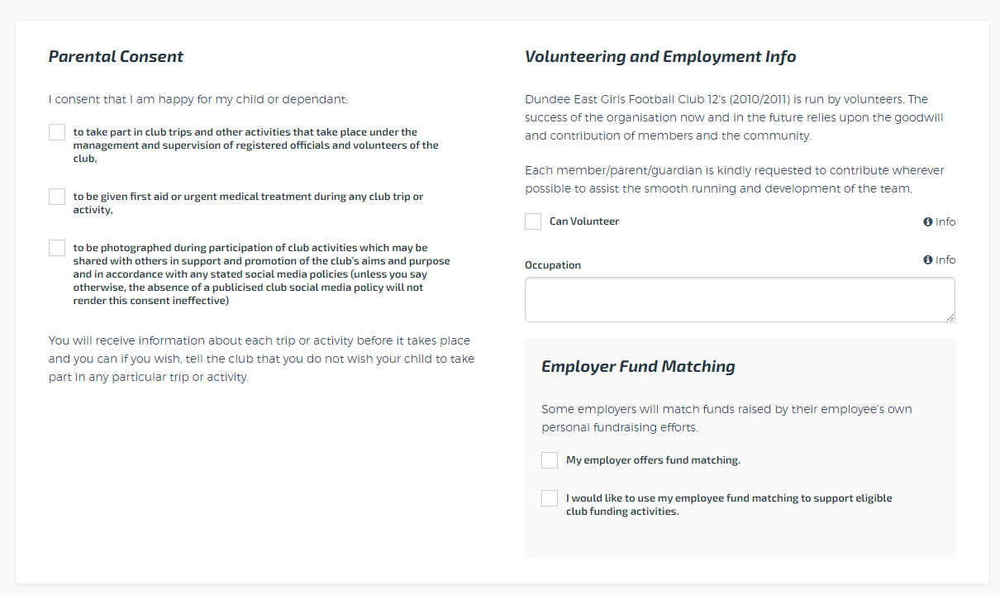 Parental Consent
I consent that I am happy for my child or dependant:
to take part in club trips and other activities that take place under the
management and supervision of registered officials and volunteers of the
club,
to be given first aid or urgent medical treatment during any club trip or
activity,
to be photographed during participation of club activities which may be
shared with others in support and promotion of the club's aims and purpose
and in accordance with any stated social media policies (unless you say
otherwise, the absence of a publicised club social media policy will not
render this consent ineffective)
You will receive information about each trip or activity before it takes place
and you can if you wish, tell the club that you do not wish your child to take
part in any particular trip or activity.
Volunteering and Employment Info
Dundee East Girls Football Club 12's (2010/2011) is run by volunteers. The
success of the organisation now and in the future relies upon the goodwill
and contribution of members and the community.
Each member/parent/guardian is kindly requested to contribute wherever
possible to assist the smooth running and development of the team.
Can Volunteer
Info
Occupation
Info
Employer Fund Matching
Some employers will match funds raised by their employee's own
personal fundraising efforts.
My employer offers fund matching.
I would like to use my employee fund matching to support eligible
club funding activities.